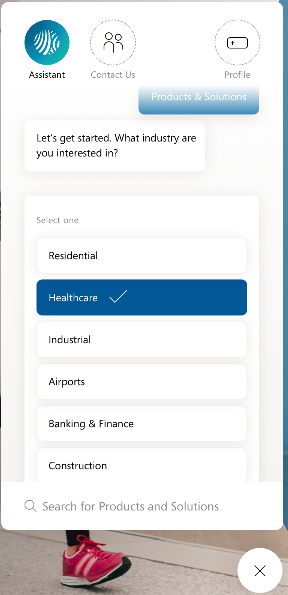 Assistant
Contact Us
Profile
Products & Solutions
Let's get started. What industry are
you interested in?
Select one
Residential
Healthcare
Industrial
Airports
Banking & Finance
Construction
Search for Products and Solutions